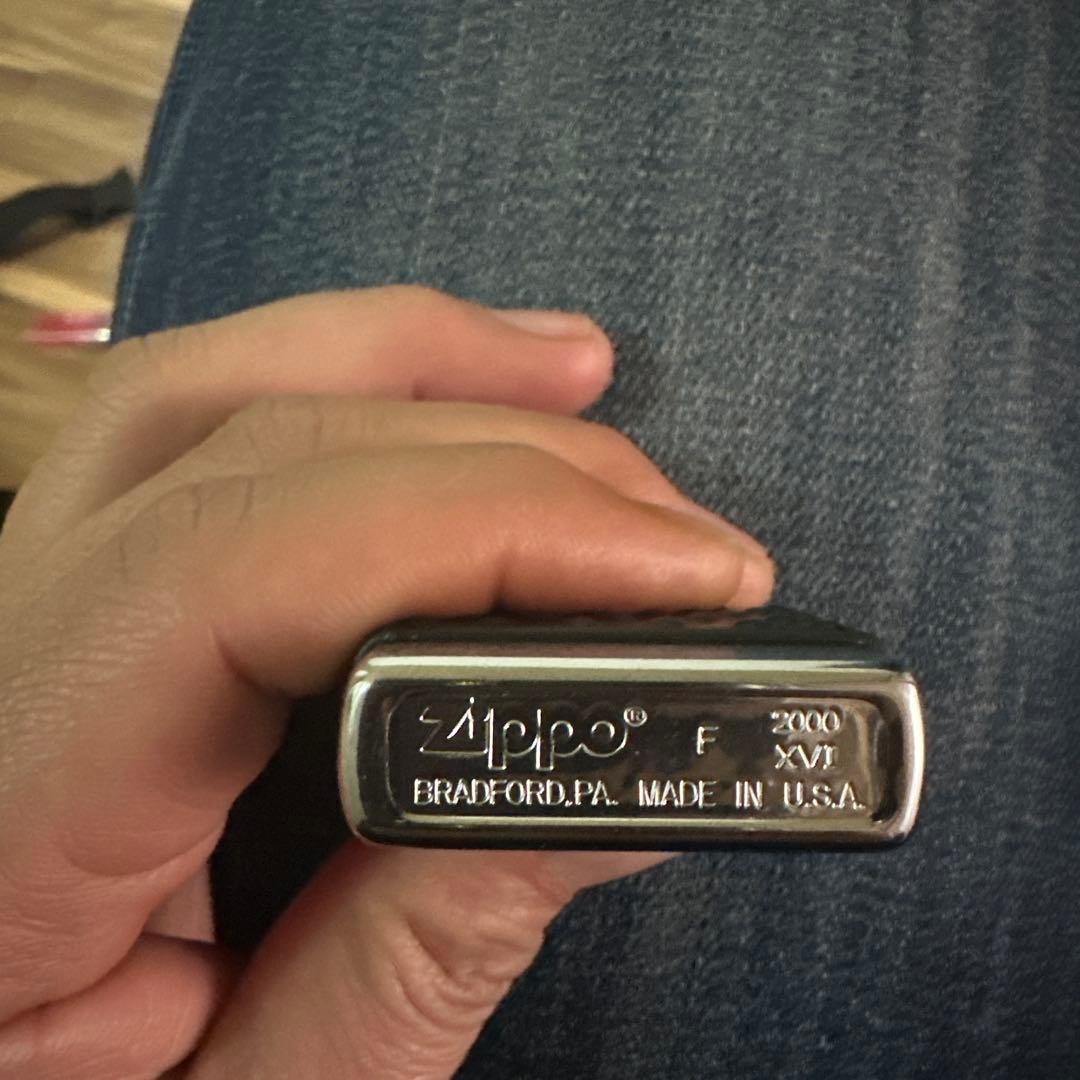 Zippo® F 2000
XVI
BRADFORD,PA. MADE IN U.S.A.